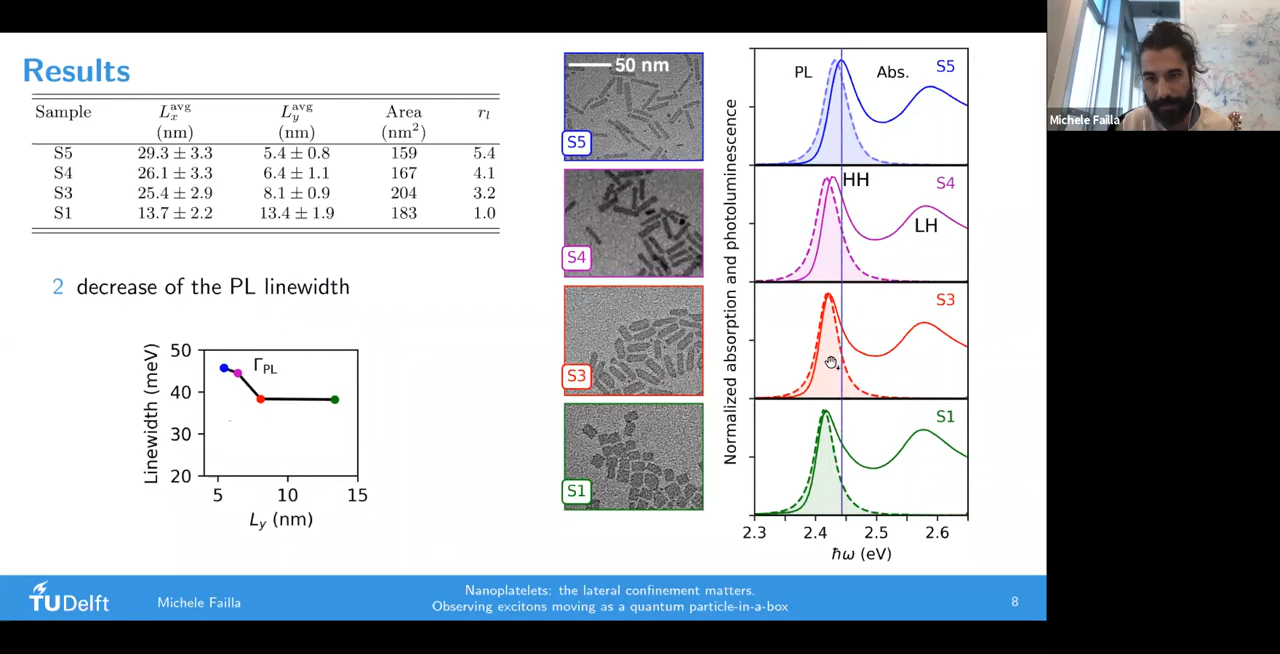 Results
Sample L_x^avg (nm) L_y^avg (nm) Area (nm²) r_l
S5 29.3 ± 3.3 5.4 ± 0.8 159 5.4
S4 26.1 ± 3.3 6.4 ± 1.1 167 4.1
S3 25.4 ± 2.9 8.1 ± 0.9 204 3.2
S1 13.7 ± 2.2 13.4 ± 1.9 183 1.0
2 decrease of the PL linewidth
Linewidth (meV)
50
40
30
20
Γ_PL
5 10 15
L_y (nm)
50 nm
S5
S4
S3
S1
Normalized absorption and photoluminescence
PL Abs. S5
HH S4
LH
S3
S1
2.3 2.4 2.5 2.6
ħω (eV)
TUDelft
Michele Failla
Nanoplatelets: the lateral confinement matters.
Observing excitons moving as a quantum particle-in-a-box
8
Michele Failla